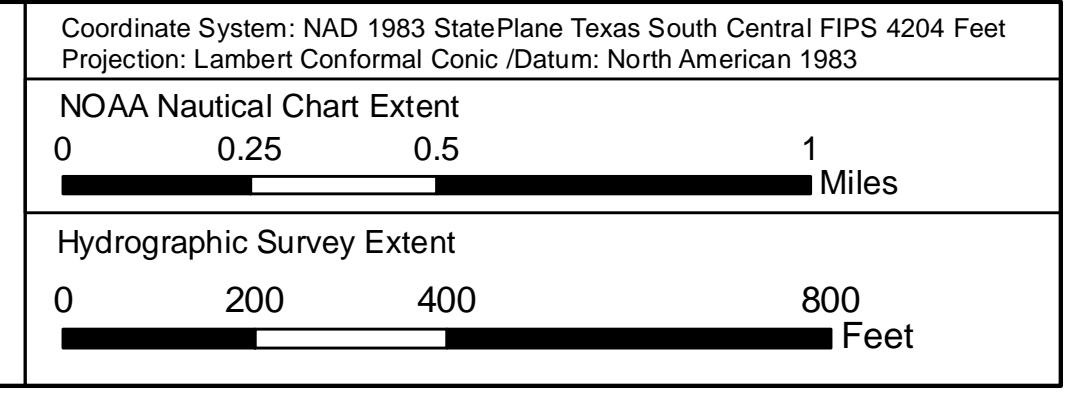 Coordinate System: NAD 1983 StatePlane Texas South Central FIPS 4204 Feet
Projection: Lambert Conformal Conic /Datum: North American 1983
NOAA Nautical Chart Extent
0 0.25 0.5 1
Miles
Hydrographic Survey Extent
0 200 400 800
Feet